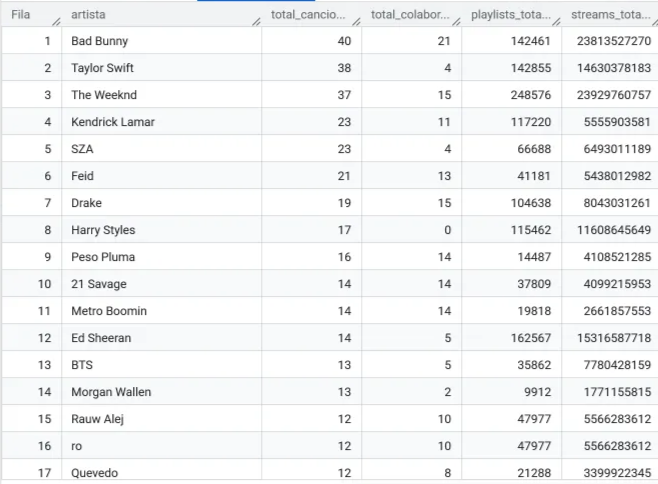 Fila artista total_cancio... total_colabor... playlists_tota... streams_tota...
1 Bad Bunny 40 21 142461 23813527270
2 Taylor Swift 38 4 142855 14630378183
3 The Weeknd 37 15 248576 23929760757
4 Kendrick Lamar 23 11 117220 5555903581
5 SZA 23 4 66688 6493011189
6 Feid 21 13 41181 5438012982
7 Drake 19 15 104638 8043031261
8 Harry Styles 17 0 115462 11608645649
9 Peso Pluma 16 14 14487 4108521285
10 21 Savage 14 14 37809 4099215953
11 Metro Boomin 14 14 19818 2661857553
12 Ed Sheeran 14 5 162567 15316587718
13 BTS 13 5 35862 7780428159
14 Morgan Wallen 13 2 9912 1771155815
15 Rauw Alej 12 10 47977 5566283612
16 ro 12 10 47977 5566283612
17 Quevedo 12 8 21288 3399922345